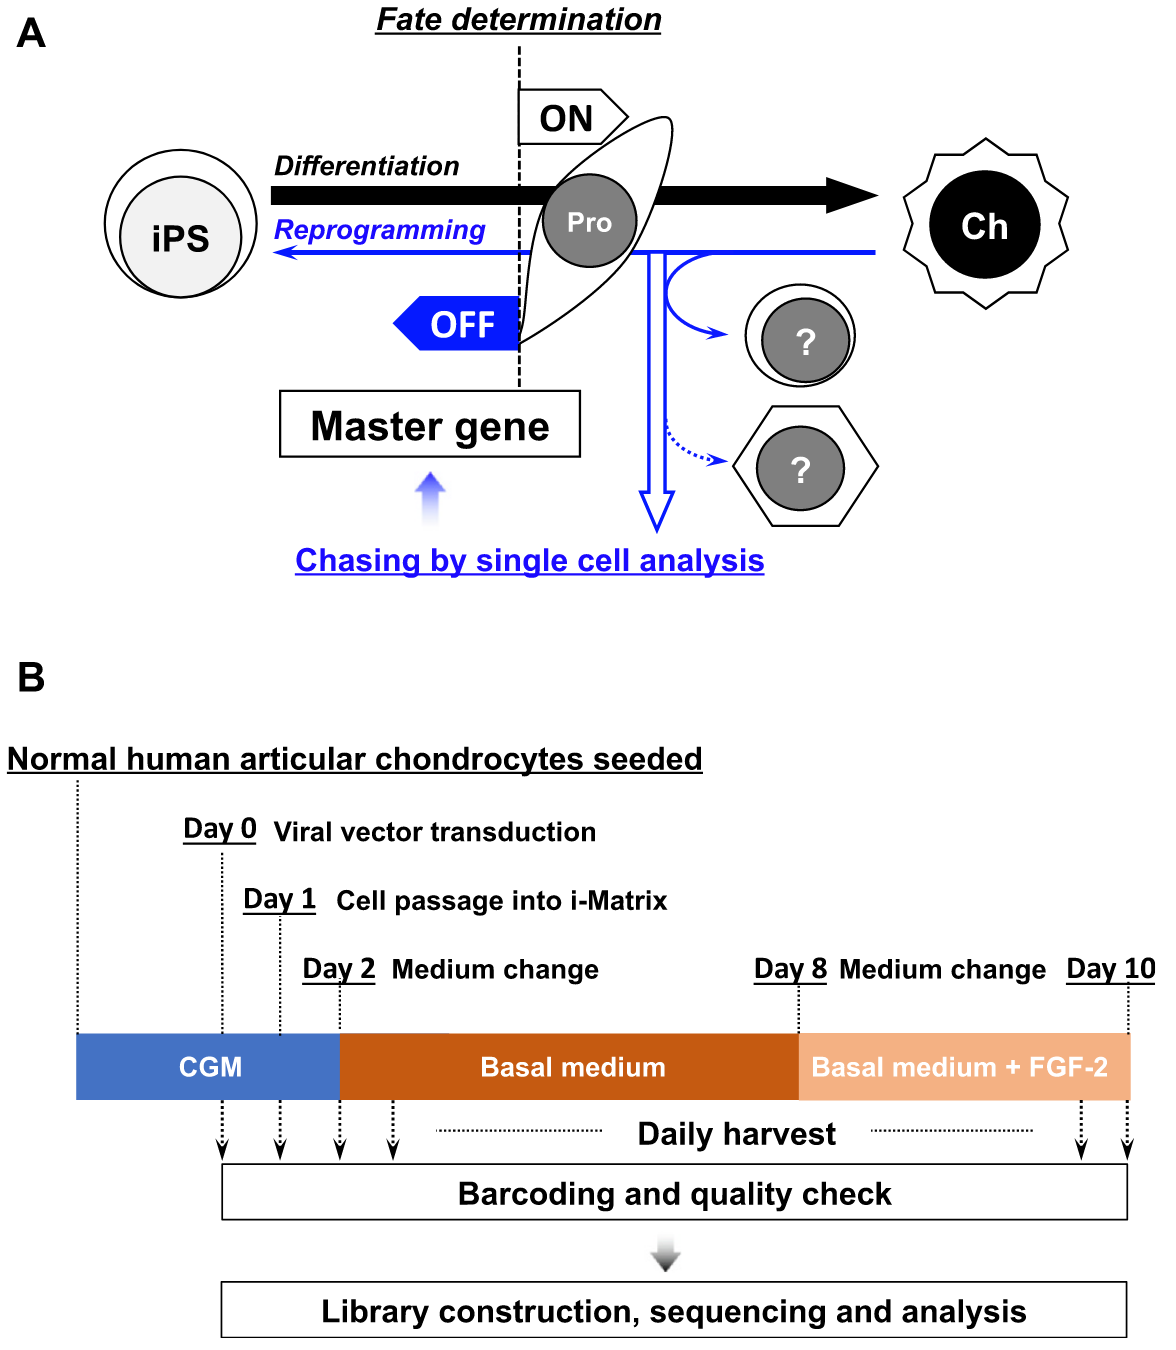 A
Fate determination
ON
Differentiation
iPS
Pro
Ch
Reprogramming
OFF
?
Master gene
?
Chasing by single cell analysis
B
Normal human articular chondrocytes seeded
Day 0 Viral vector transduction
Day 1 Cell passage into i-Matrix
Day 2 Medium change
Day 8 Medium change
Day 10
CGM
Basal medium
Basal medium + FGF-2
Daily harvest
Barcoding and quality check
Library construction, sequencing and analysis